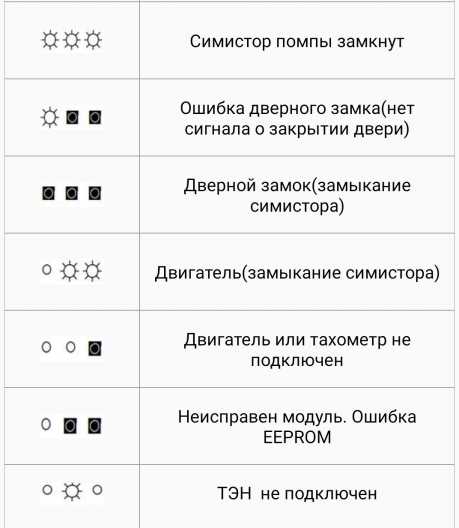 Симистор помпы замкнут
Ошибка дверного замка(нет
сигнала о закрытии двери)
Дверной замок(замыкание
симистора)
Двигатель(замыкание симистора)
Двигатель или тахометр не
подключен
Неисправен модуль. Ошибка
EEPROM
ТЭН не подключен